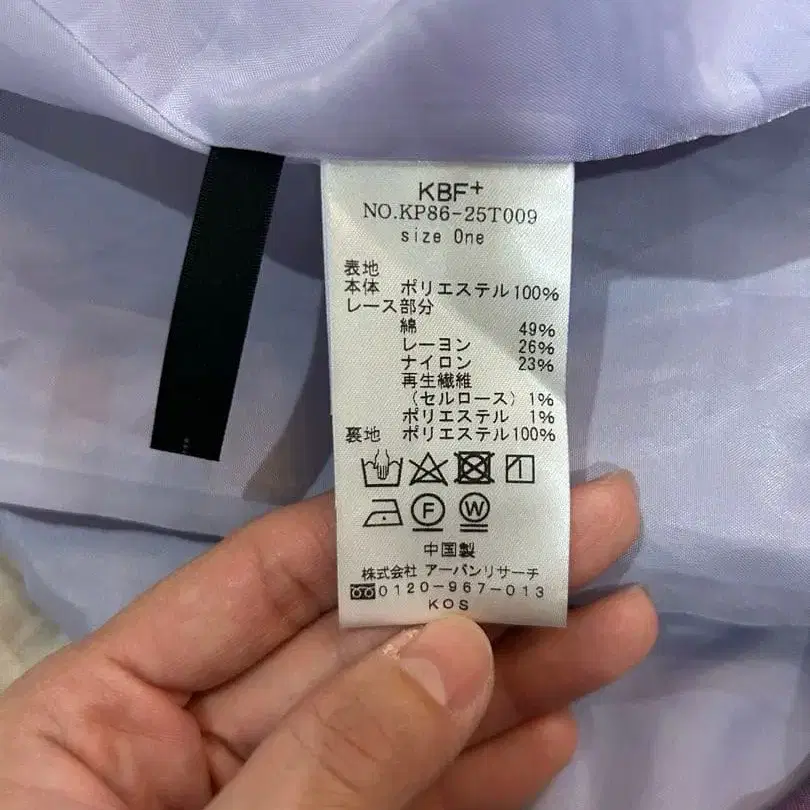 KBF+
NO.KP86-25T009
size One
表地
本体 ポリエステル100%
レース部分
綿 49%
レーヨン 26%
ナイロン 23%
再生繊維
(セルロース) 1%
ポリエステル 1%
裏地 ポリエステル100%
F W
中国製
株式会社 アーバンリサーチ
0120-967-013
KOS